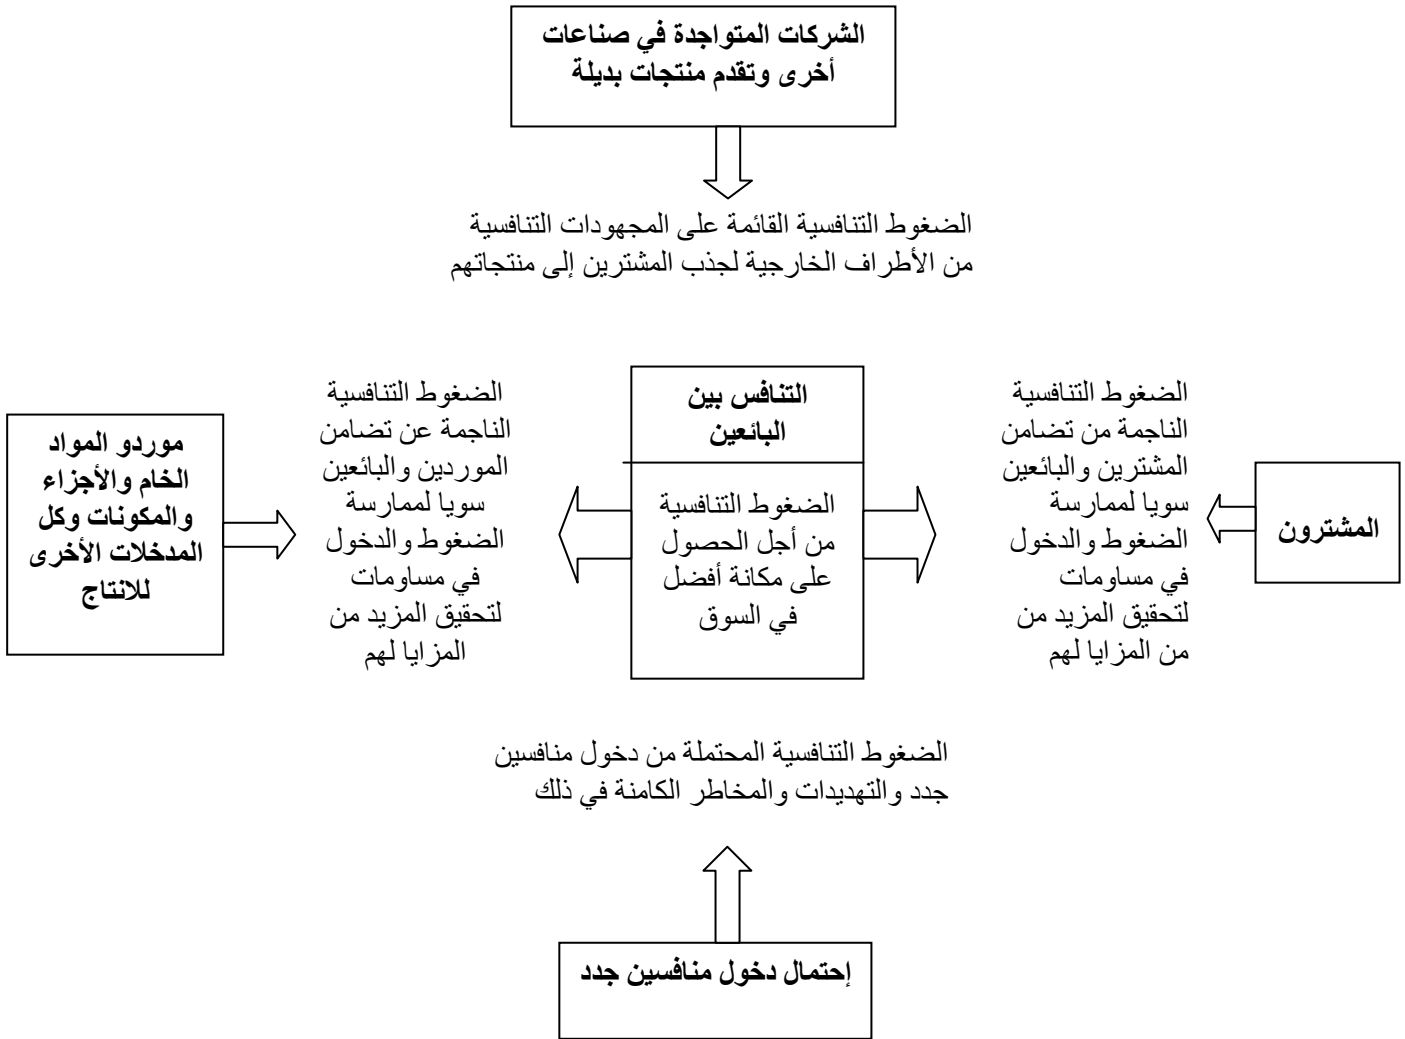 الشركات المتواجدة في صناعات
أخرى وتقدم منتجات بديلة
الضغوط التنافسية القائمة على المجهودات التنافسية
من الأطراف الخارجية لجذب المشترين إلى منتجاتهم
المشترون
الضغوط التنافسية
الناجمة من تضامن
المشترين والبائعين
سويا لممارسة
الضغوط والدخول
في مساومات
لتحقيق المزيد من
من المزايا لهم
التنافس بين
البائعين
الضغوط التنافسية
من أجل الحصول
على مكانة أفضل
في السوق
الضغوط التنافسية
الناجمة عن تضامن
الموردين والبائعين
سويا لممارسة
الضغوط والدخول
في مساومات
لتحقيق المزيد من
المزايا لهم
موردو المواد
الخام والأجزاء
والمكونات وكل
المدخلات الأخرى
للانتاج
الضغوط التنافسية المحتملة من دخول منافسين
جدد والتهديدات والمخاطر الكامنة في ذلك
إحتمال دخول منافسين جدد